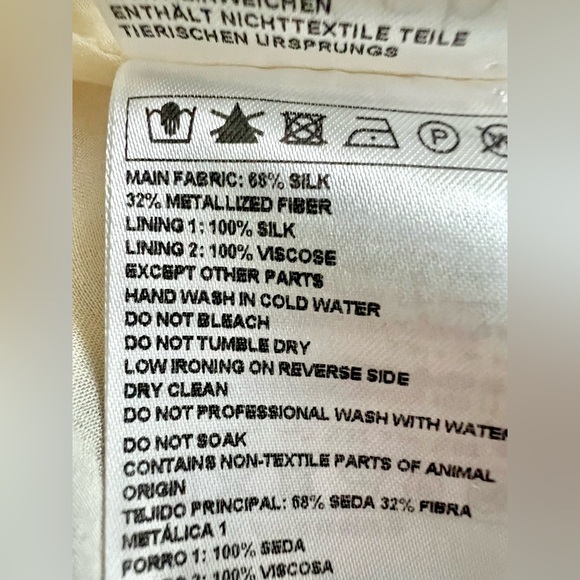 ENTHÄLT NICHTTEXTILE TEILE
TIERISCHEN URSPRUNGS
P
MAIN FABRIC: 68% SILK
32% METALLIZED FIBER
LINING 1: 100% SILK
LINING 2: 100% VISCOSE
EXCEPT OTHER PARTS
HAND WASH IN COLD WATER
DO NOT BLEACH
DO NOT TUMBLE DRY
LOW IRONING ON REVERSE SIDE
DRY CLEAN
DO NOT PROFESSIONAL WASH WITH WATER
DO NOT SOAK
CONTAINS NON-TEXTILE PARTS OF ANIMAL
ORIGIN
TEJIDO PRINCIPAL: 68% SEDA 32% FIBRA
METÁLICA 1
FORRO 1: 100% SEDA
2: 100% VISCOSA